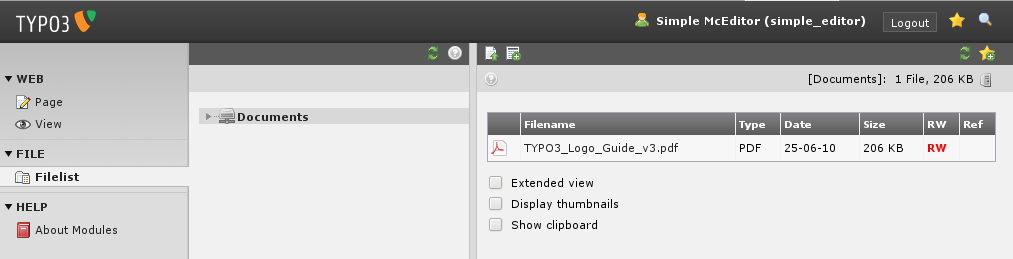 TYPO3
Simple McEditor (simple_editor)
Logout
WEB
Page
View
FILE
Filelist
HELP
About Modules
Documents
[Documents]: 1 File, 206 KB
Filename Type Date Size RW Ref
TYPO3_Logo_Guide_v3.pdf PDF 25-06-10 206 KB RW
Extended view
Display thumbnails
Show clipboard